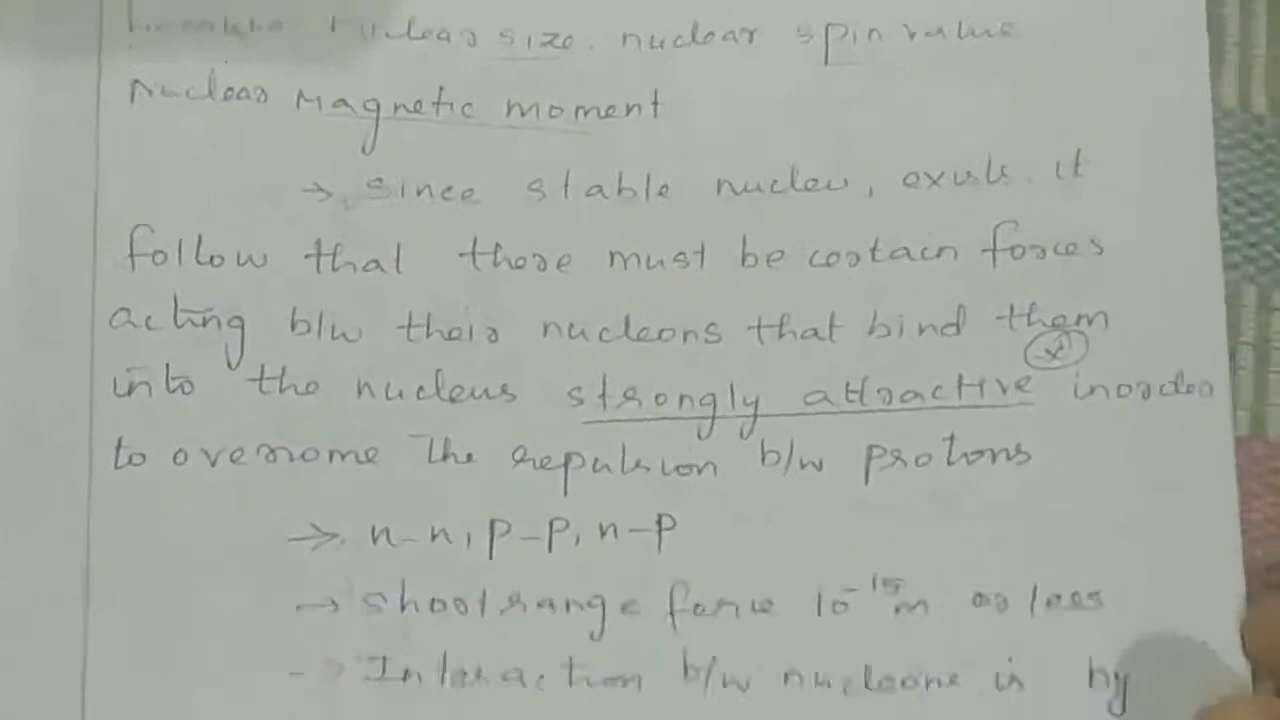 nuclear size. nuclear spin value
Nuclear Magnetic moment
→ since stable nuclei, exists. it
follow that there must be certain forces
acting b/w their nucleons that bind them
into the nucleus strongly attractive inorder
to overcome the repulsion b/w protons
→ n-n, p-p, n-p
→ Short range force 10⁻¹⁵m or less
→ Interaction b/w nucleons is by